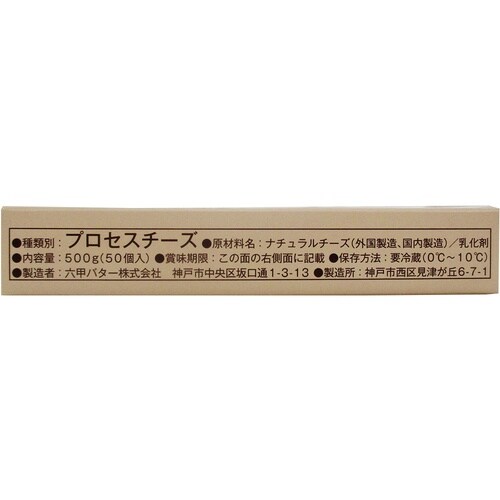 ●種類別：プロセスチーズ ●原材料名：ナチュラルチーズ（外国製造、国内製造）／乳化剤
●内容量：500g（50個入）●賞味期限：この面の右側面に記載 ●保存方法：要冷蔵（0℃～10℃）
●製造者：六甲バター株式会社　神戸市中央区坂口通1-3-13 ●製造所：神戸市西区見津が丘6-7-1